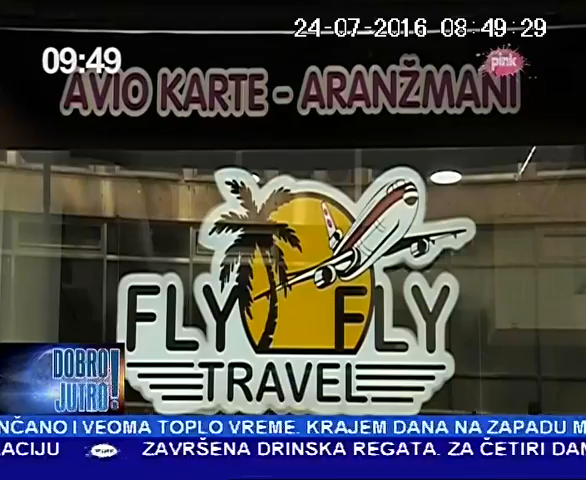 24-07-2016 08:49:29
09:49
pink
AVIO KARTE - ARANŽMANI
FLY FLY
TRAVEL
DOBRO
JUTRO!
NČANO I VEOMA TOPLO VREME. KRAJEM DANA NA ZAPADU M
ACIJU ZAVRŠENA DRINSKA REGATA. ZA ČETIRI DAN